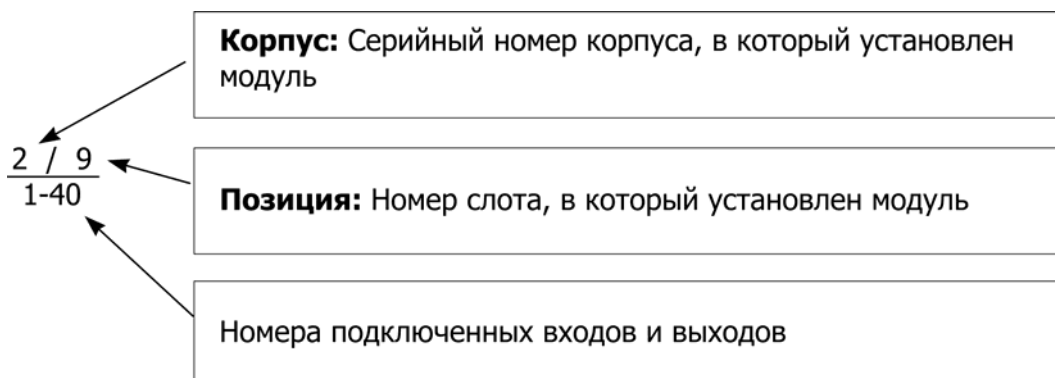 Корпус: Серийный номер корпуса, в который установлен
модуль
2 / 9
1-40
Позиция: Номер слота, в который установлен модуль
Номера подключенных входов и выходов